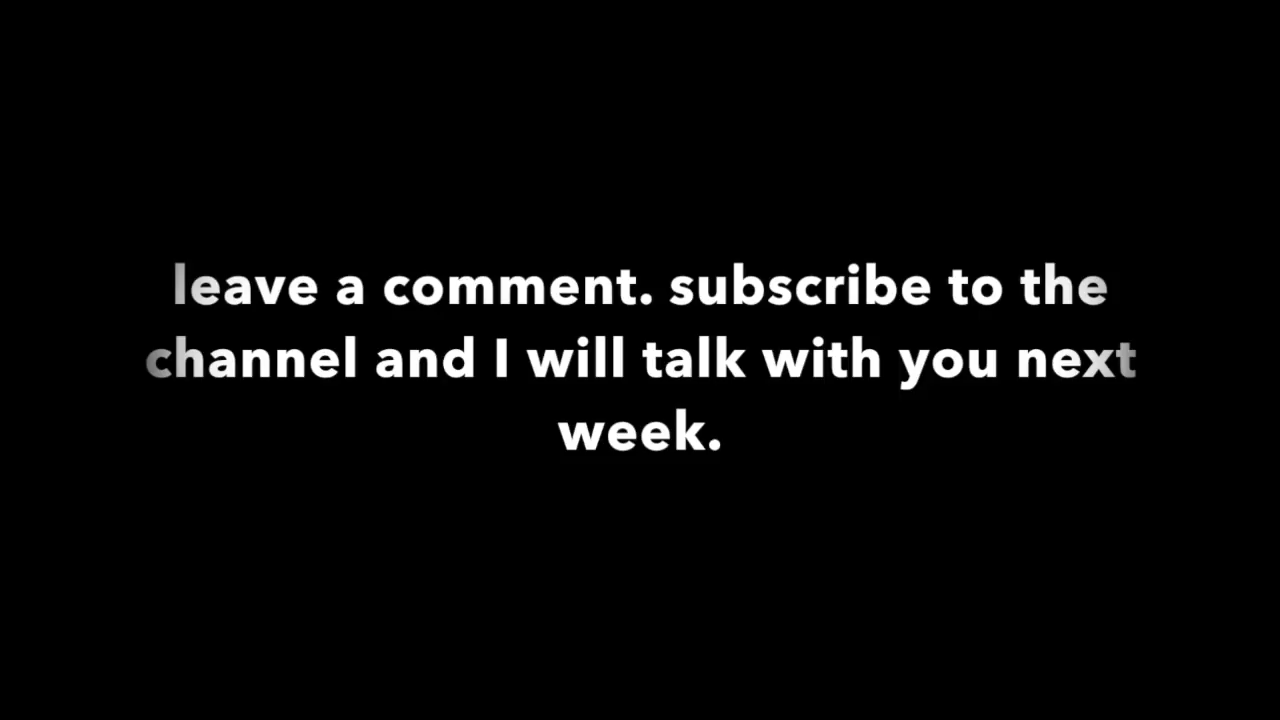 leave a comment. subscribe to the
channel and I will talk with you next
week.